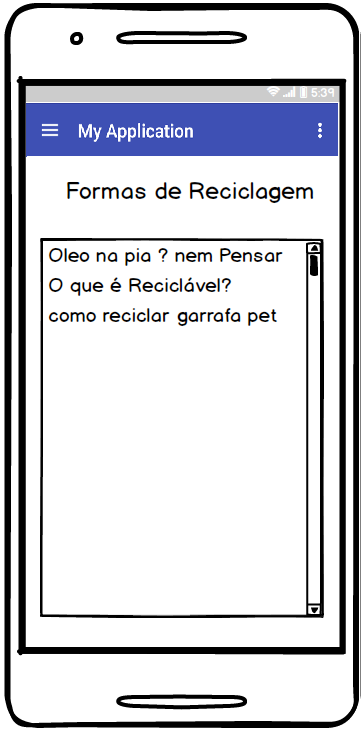 5:39
My Application
Formas de Reciclagem
Oleo na pia ? nem Pensar
O que é Reciclável?
como reciclar garrafa pet